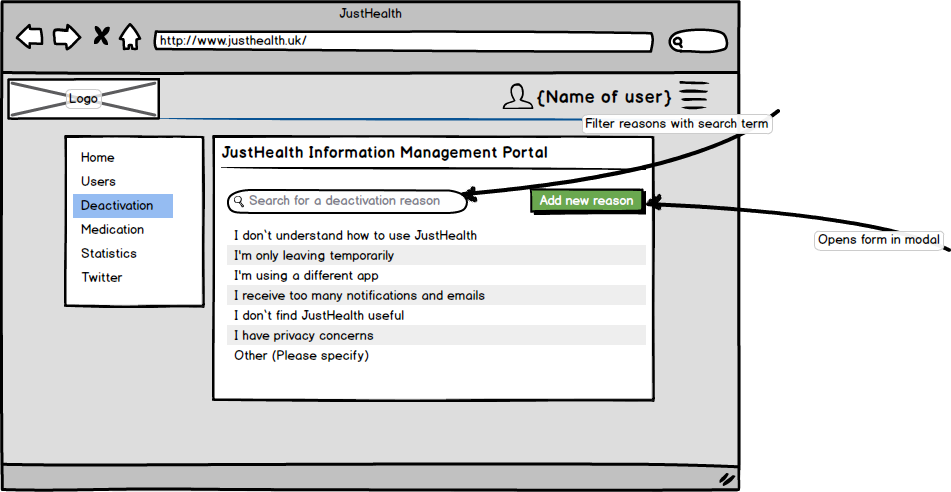 JustHealth
http://www.justhealth.uk/
Logo
{Name of user}
Filter reasons with search term
JustHealth Information Management Portal
Home
Users
Deactivation
Medication
Statistics
Twitter
Search for a deactivation reason
Add new reason
Opens form in modal
I don't understand how to use JustHealth
I'm only leaving temporarily
I'm using a different app
I receive too many notifications and emails
I don't find JustHealth useful
I have privacy concerns
Other (Please specify)